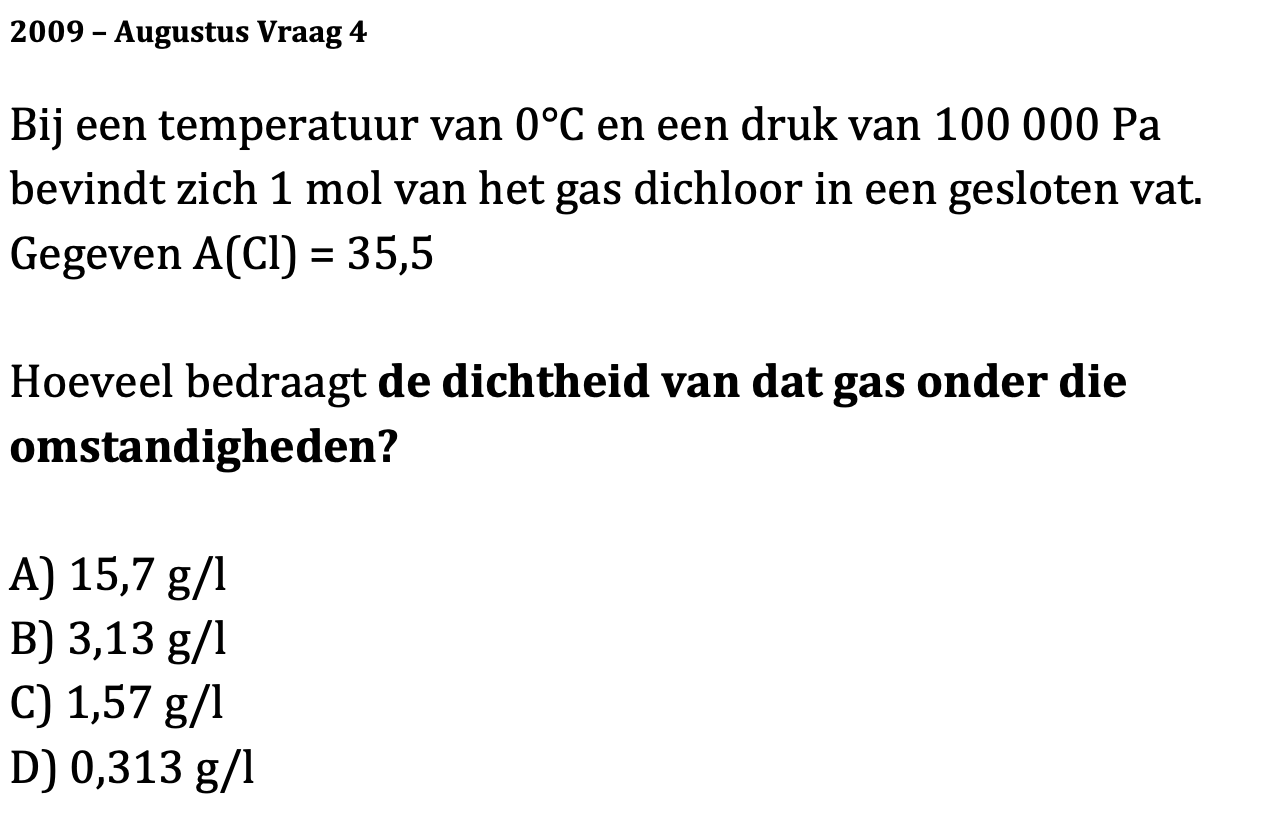 2009 – Augustus Vraag 4
Bij een temperatuur van 0°C en een druk van 100 000 Pa
bevindt zich 1 mol van het gas dichloor in een gesloten vat.
Gegeven A(Cl) = 35,5
Hoeveel bedraagt de dichtheid van dat gas onder die
omstandigheden?
A) 15,7 g/l
B) 3,13 g/l
C) 1,57 g/l
D) 0,313 g/l